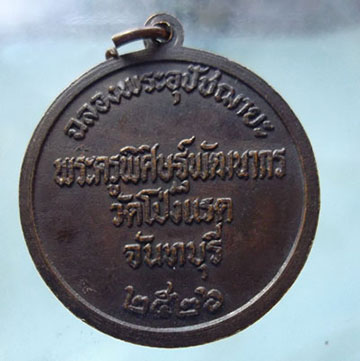 ฉลองพระอุปัชฌายะ
พระครูพิศิษฐ์พัฒนากร
วัดโป่งแรด
จันทบุรี
๒๕๒๖